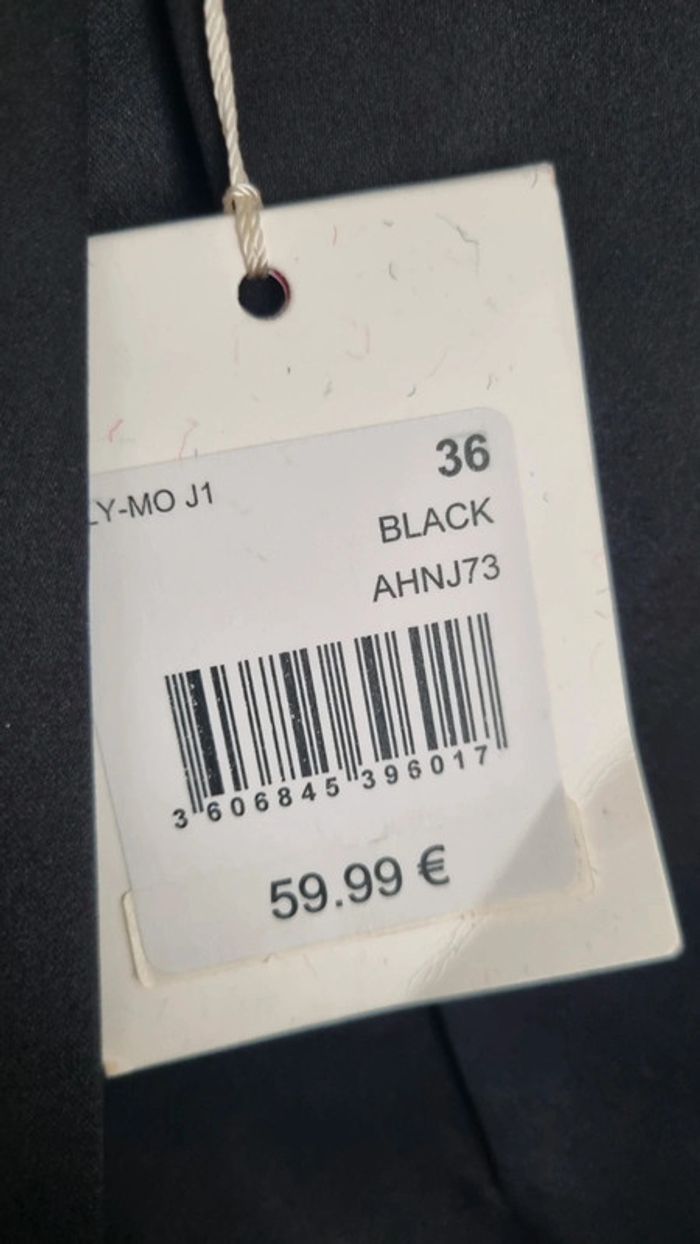 36
LY-MO J1
BLACK
AHNJ73
3 606845 396017
59.99 €